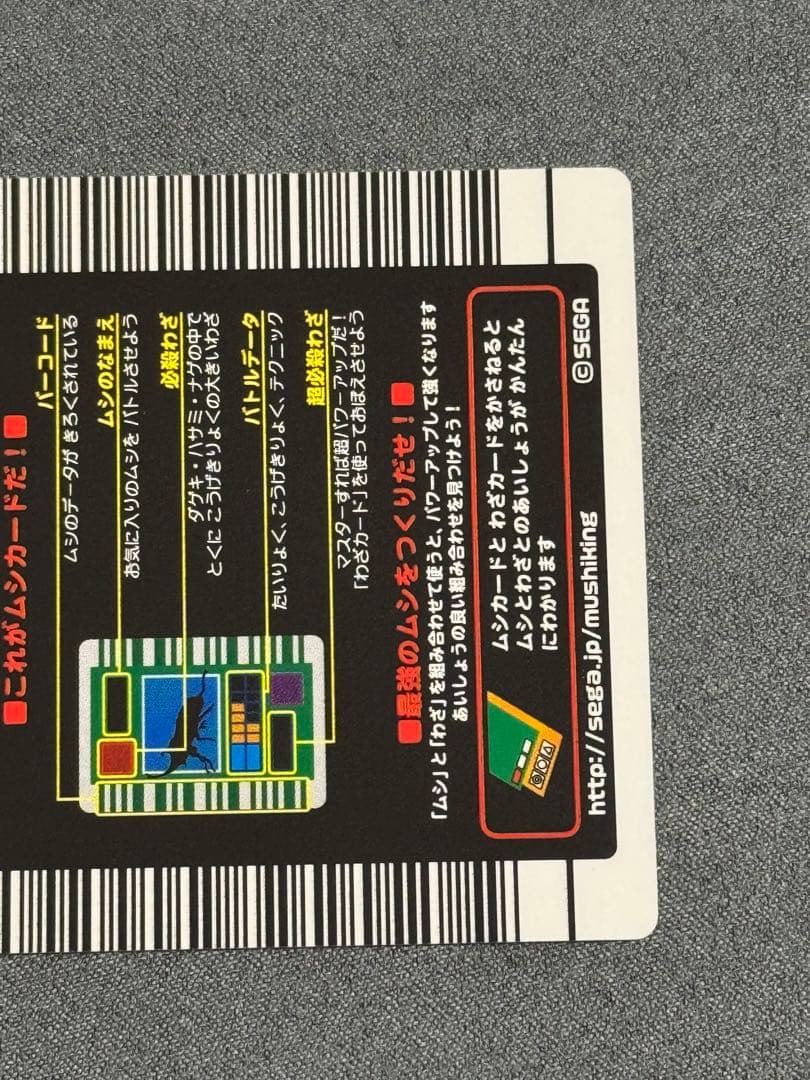 ■これがムシカードだ！■
バーコード
ムシのデータが きろくされている
ムシのなまえ
お気に入りのムシを バトルさせよう
必殺わざ
ダゲキ・ハサミ・ナゲの中で
とくに こうげきりょくの大きいわざ
バトルデータ
たいりょく、こうげきりょく、テクニック
超必殺わざ
マスターすれば超パワーアップだ！
「わざカード」を使っておぼえさせよう
■最強のムシをつくりだせ！■
「ムシ」と「わざ」を組み合わせて使うと、パワーアップして強くなります
あいしょうの良い組み合わせを見つけよう！
ムシカードと わざカードをかさねると
ムシとわざとのあいしょうが かんたん
にわかります
http://sega.jp/mushiking
©SEGA